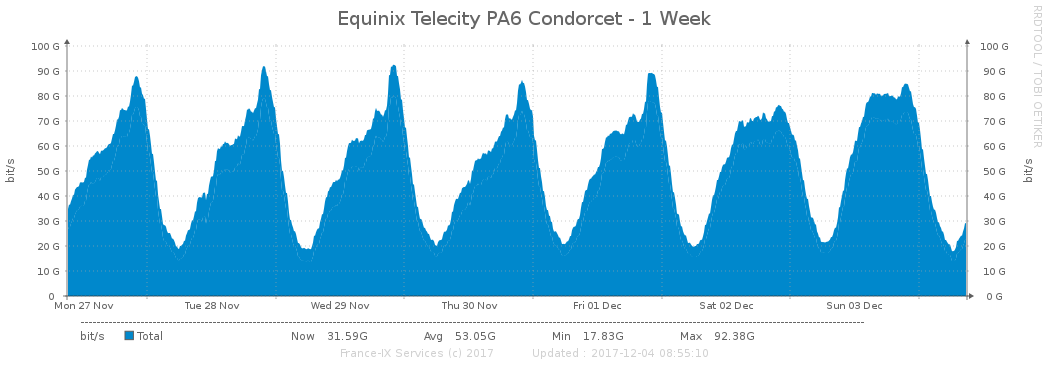 Equinix Telecity PA6 Condorcet - 1 Week
RRDTOOL / TOBI OETIKER
bit/s
bit/s
100 G 100 G
90 G 90 G
80 G 80 G
70 G 70 G
60 G 60 G
50 G 50 G
40 G 40 G
30 G 30 G
20 G 20 G
10 G 10 G
0 0 G
Mon 27 Nov Tue 28 Nov Wed 29 Nov Thu 30 Nov Fri 01 Dec Sat 02 Dec Sun 03 Dec
bit/s Total Now 31.59G Avg 53.05G Min 17.83G Max 92.38G
France-IX Services (c) 2017 Updated : 2017-12-04 08:55:10